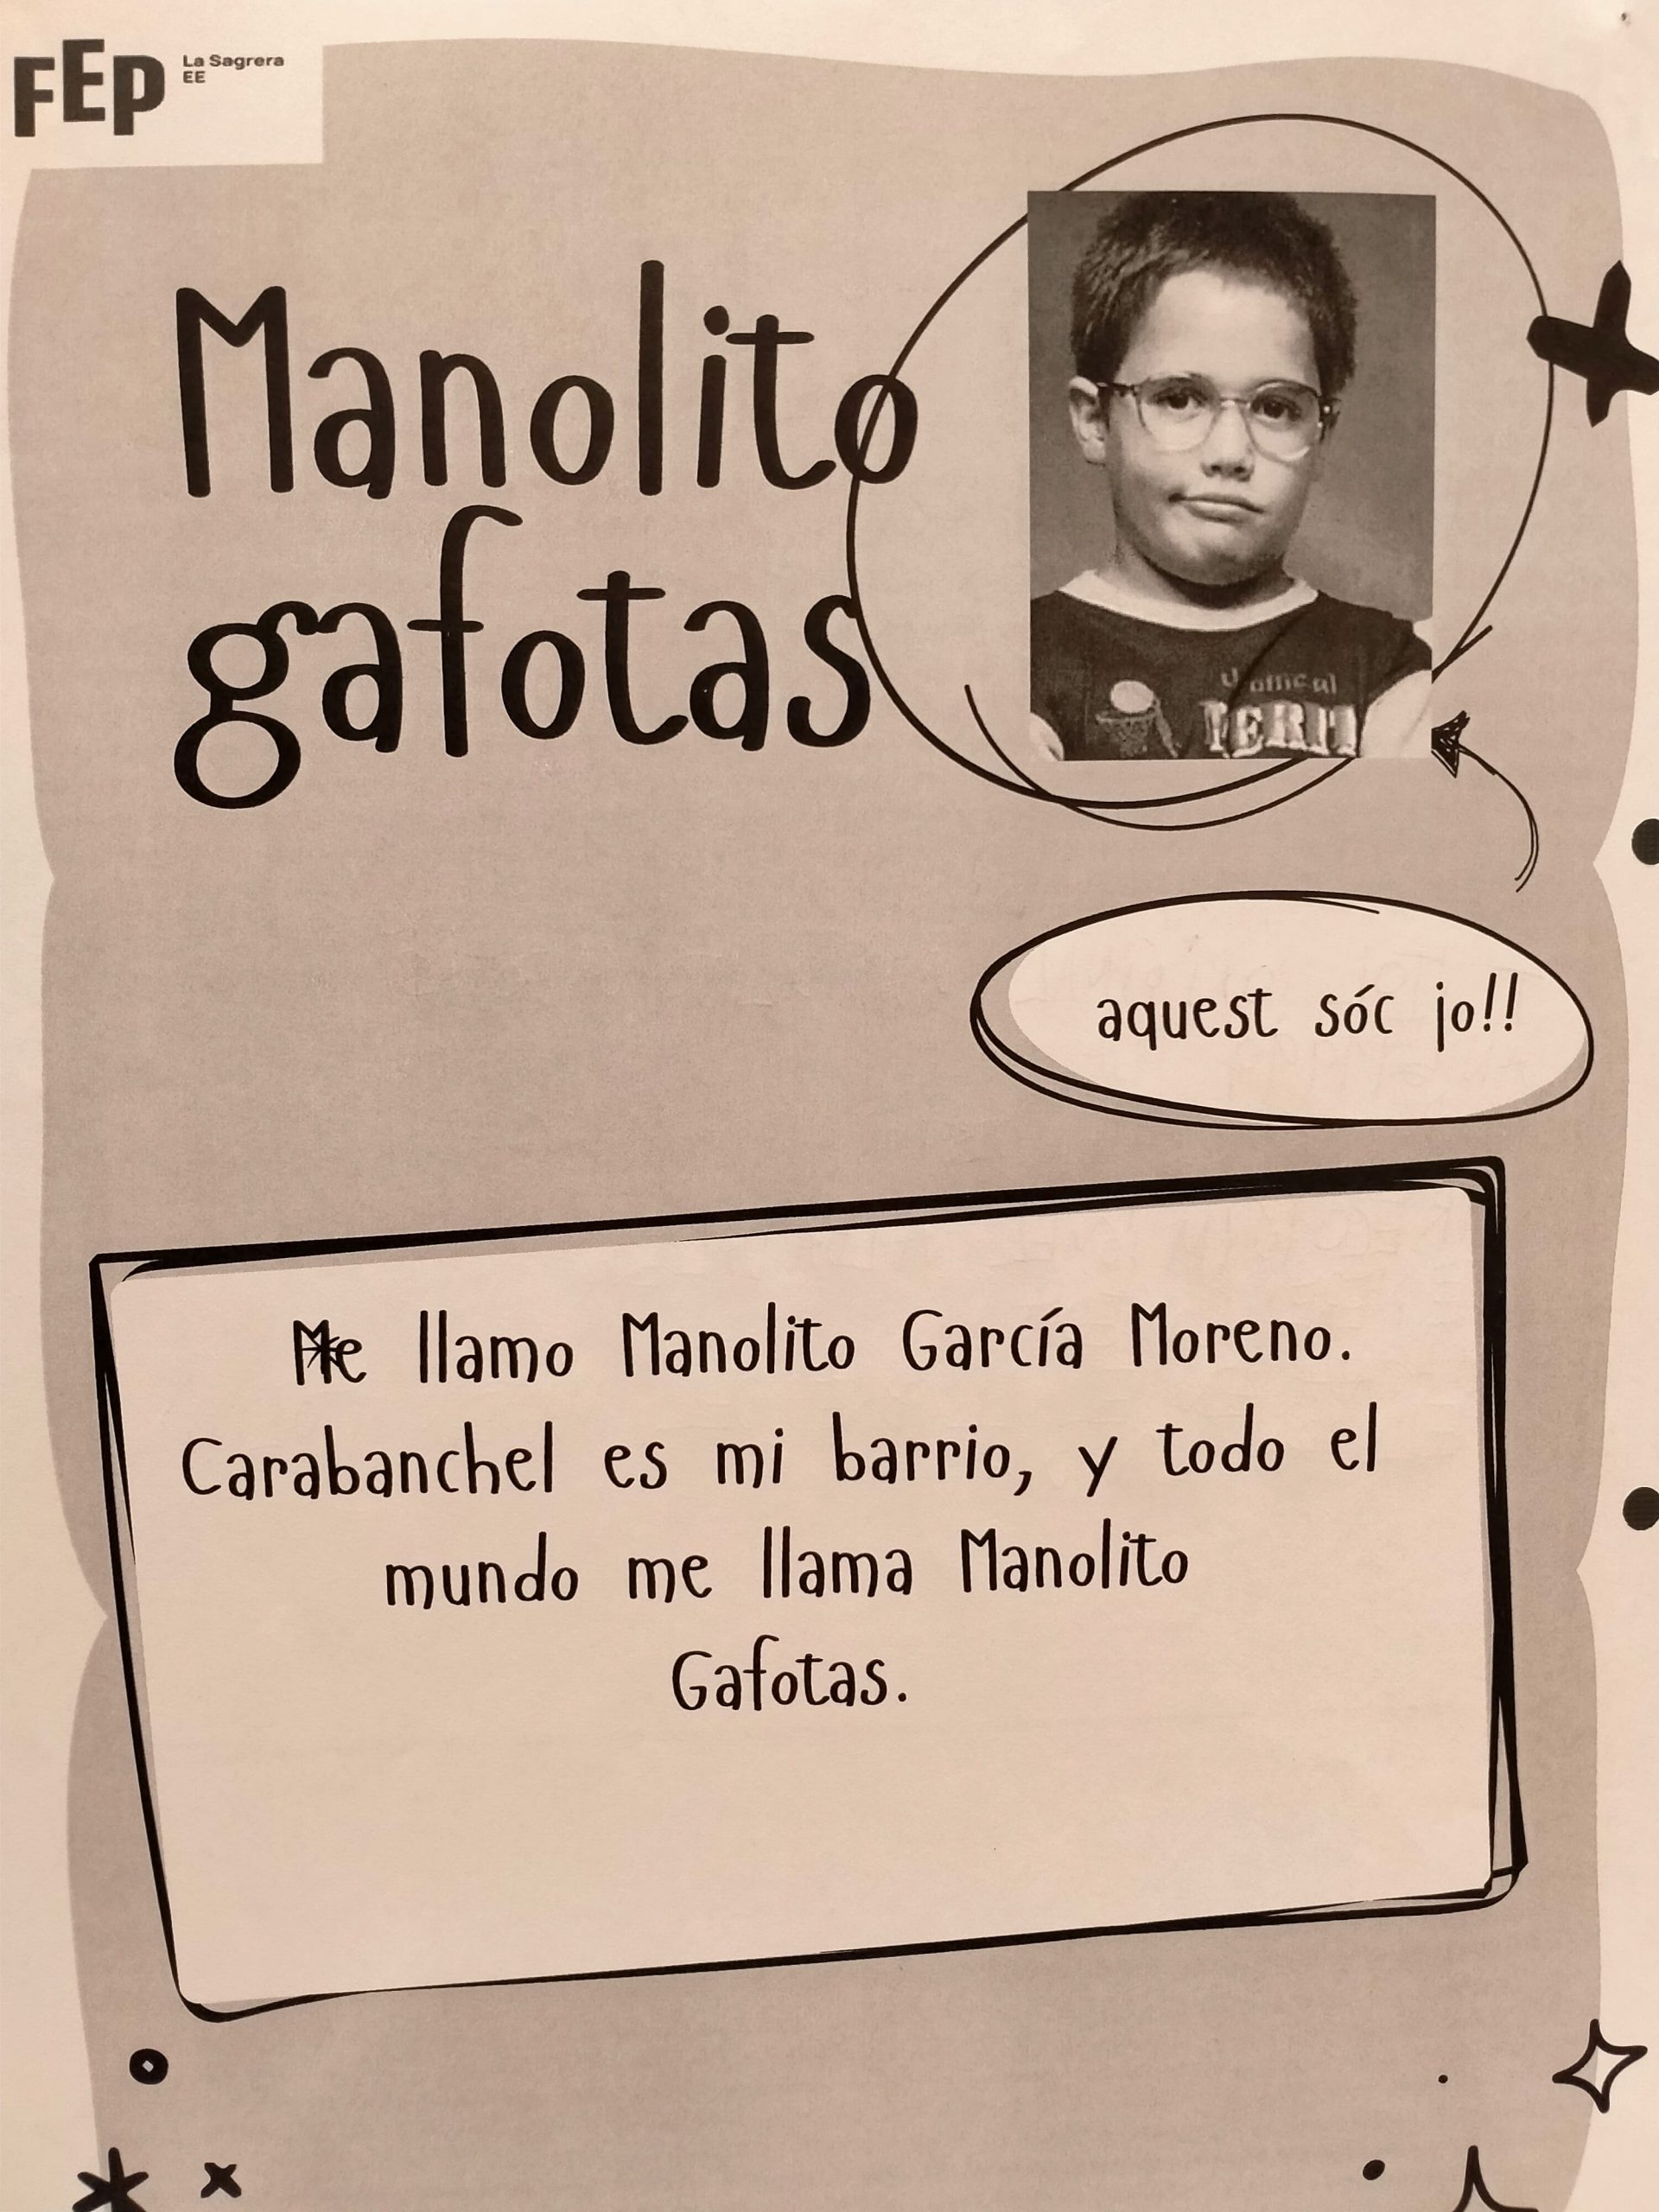 FEP
La Sagrera
EE
Manolito
gafotas
aquest sóc jo!!
Me llamo Manolito García Moreno.
Carabanchel es mi barrio, y todo el
mundo me llama Manolito
Gafotas.